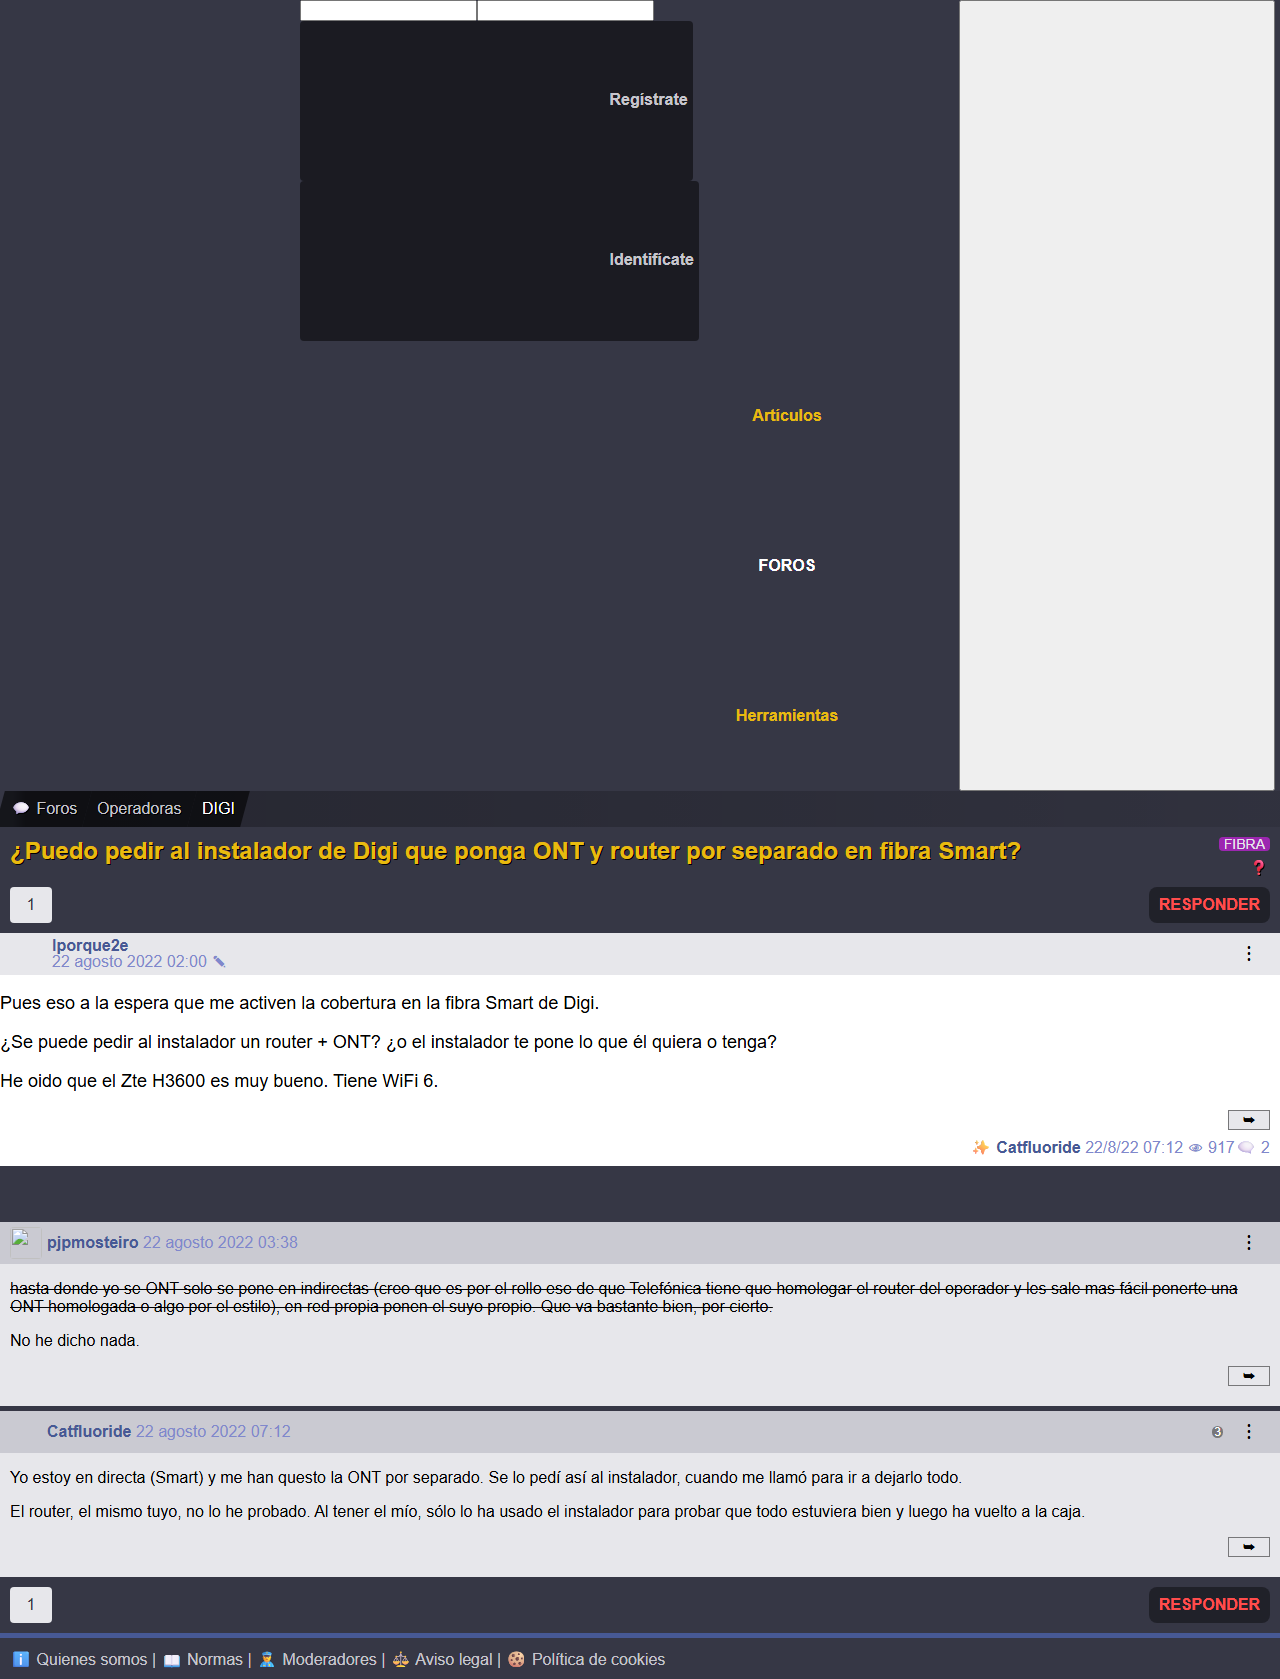 Regístrate
Identifícate
Artículos
FOROS
Herramientas
Foros Operadoras DIGI
¿Puedo pedir al instalador de Digi que ponga ONT y router por separado en fibra Smart?
FIBRA
1
RESPONDER
lporque2e
22 agosto 2022 02:00
Pues eso a la espera que me activen la cobertura en la fibra Smart de Digi.
¿Se puede pedir al instalador un router + ONT? ¿o el instalador te pone lo que él quiera o tenga?
He oido que el Zte H3600 es muy bueno. Tiene WiFi 6.
Catfluoride 22/8/22 07:12 917 2
pjpmosteiro 22 agosto 2022 03:38
hasta donde yo se ONT solo se pone en indirectas (creo que es por el rollo ese de que Telefónica tiene que homologar el router del operador y les sale mas fácil ponerte una
ONT homologada o algo por el estilo), en red propia ponen el suyo propio. Que va bastante bien, por cierto.
No he dicho nada.
Catfluoride 22 agosto 2022 07:12
3
Yo estoy en directa (Smart) y me han questo la ONT por separado. Se lo pedí así al instalador, cuando me llamó para ir a dejarlo todo.
El router, el mismo tuyo, no lo he probado. Al tener el mío, sólo lo ha usado el instalador para probar que todo estuviera bien y luego ha vuelto a la caja.
1
RESPONDER
Quienes somos | Normas | Moderadores | Aviso legal | Política de cookies